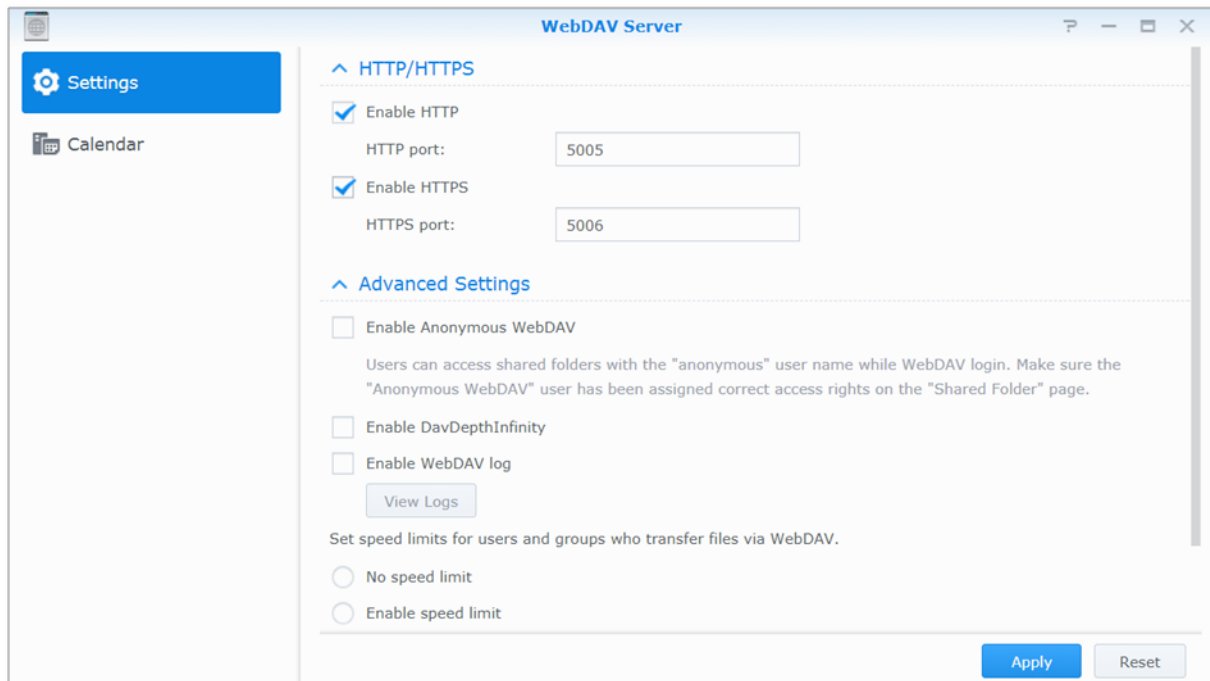 WebDAV Server
Settings
Calendar
HTTP/HTTPS
Enable HTTP
HTTP port: 5005
Enable HTTPS
HTTPS port: 5006
Advanced Settings
Enable Anonymous WebDAV
Users can access shared folders with the "anonymous" user name while WebDAV login. Make sure the
"Anonymous WebDAV" user has been assigned correct access rights on the "Shared Folder" page.
Enable DavDepthInfinity
Enable WebDAV log
View Logs
Set speed limits for users and groups who transfer files via WebDAV.
No speed limit
Enable speed limit
Apply Reset